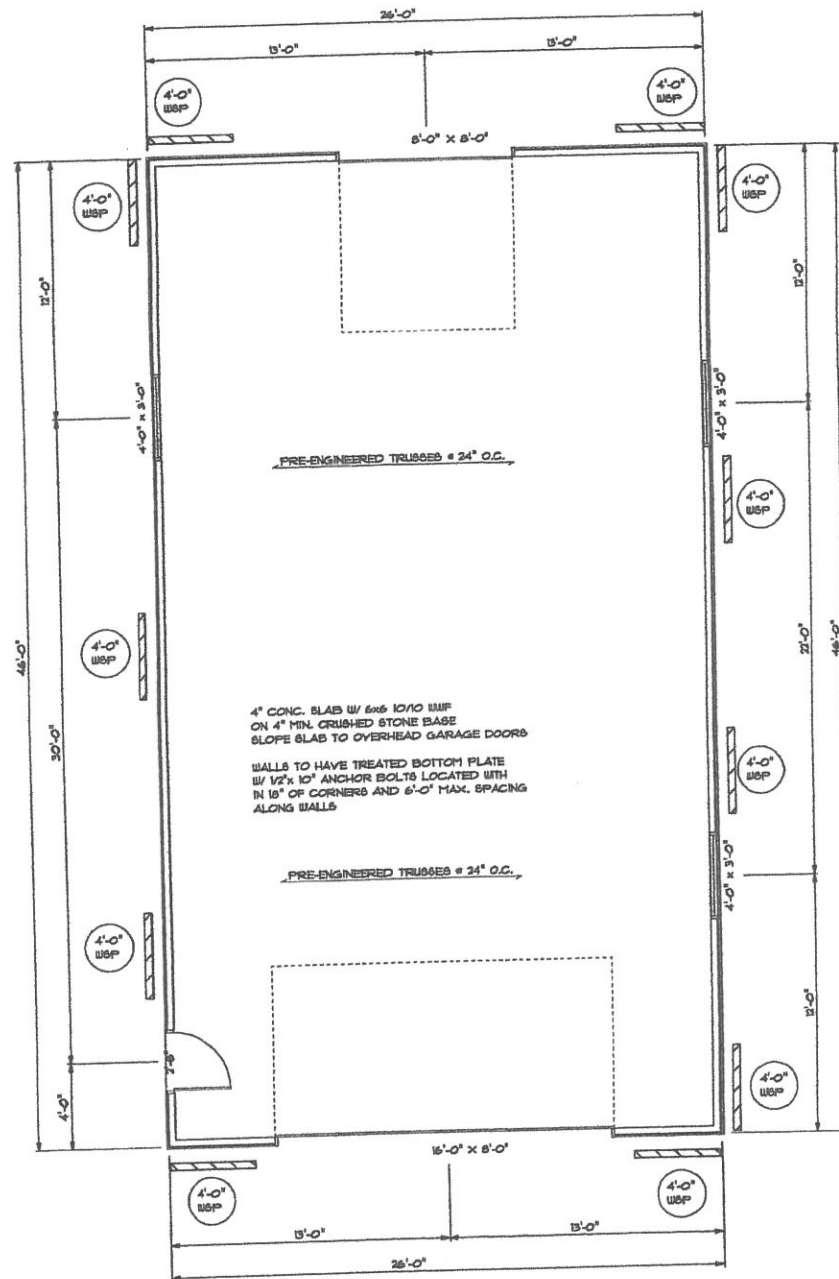 26'-0"
13'-0"
13'-0"
4'-0"
WSP
4'-0"
WSP
8'-0" X 8'-0"
4'-0"
WSP
4'-0"
WSP
12'-0"
12'-0"
4'-0" x 3'-0"
4'-0" x 3'-0"
PRE-ENGINEERED TRUSSES @ 24" O.C.
4'-0"
WSP
46'-0"
4'-0"
WSP
22'-0"
46'-0"
30'-0"
4" CONC. SLAB W/ 6x6 10/10 WWF
ON 4" MIN. CRUSHED STONE BASE
SLOPE SLAB TO OVERHEAD GARAGE DOORS
WALLS TO HAVE TREATED BOTTOM PLATE
W/ 1/2"x 10" ANCHOR BOLTS LOCATED WITH
IN 18" OF CORNERS AND 6'-0" MAX. SPACING
ALONG WALLS
4'-0"
WSP
PRE-ENGINEERED TRUSSES @ 24" O.C.
4'-0" x 3'-0"
4'-0"
WSP
12'-0"
2'-8"
4'-0"
4'-0"
WSP
16'-0" X 8'-0"
4'-0"
WSP
4'-0"
WSP
13'-0"
13'-0"
26'-0"